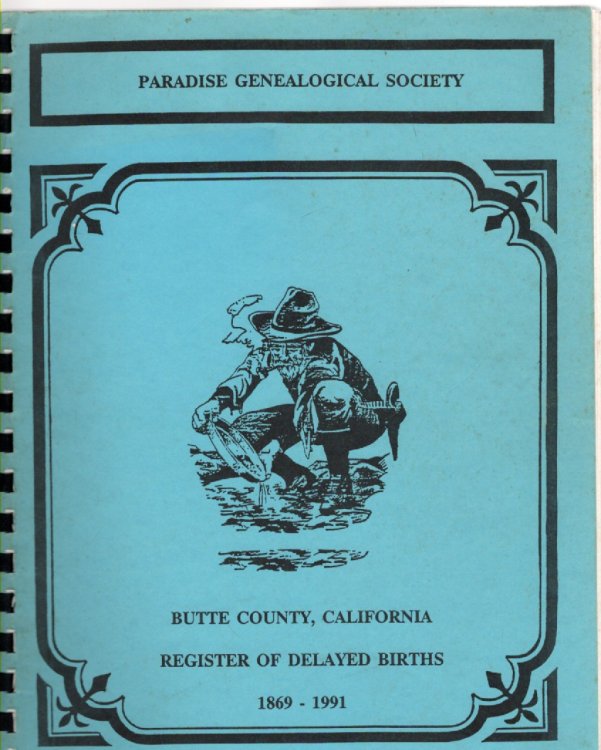 PARADISE GENEALOGICAL SOCIETY
BUTTE COUNTY, CALIFORNIA
REGISTER OF DELAYED BIRTHS
1869 - 1991